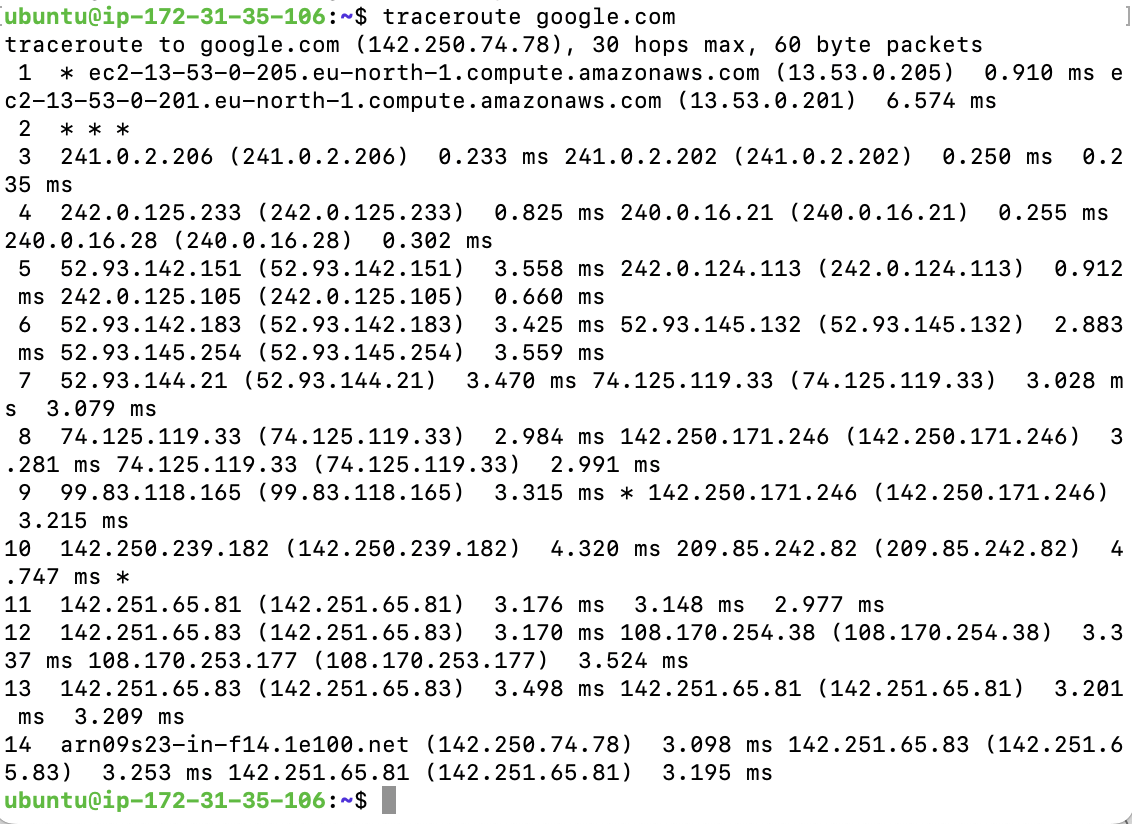 [ubuntu@ip-172-31-35-106:~$ traceroute google.com ]
traceroute to google.com (142.250.74.78), 30 hops max, 60 byte packets
 1  * ec2-13-53-0-205.eu-north-1.compute.amazonaws.com (13.53.0.205)  0.910 ms e
c2-13-53-0-201.eu-north-1.compute.amazonaws.com (13.53.0.201)  6.574 ms
 2  * * *
 3  241.0.2.206 (241.0.2.206)  0.233 ms 241.0.2.202 (241.0.2.202)  0.250 ms  0.2
35 ms
 4  242.0.125.233 (242.0.125.233)  0.825 ms 240.0.16.21 (240.0.16.21)  0.255 ms
240.0.16.28 (240.0.16.28)  0.302 ms
 5  52.93.142.151 (52.93.142.151)  3.558 ms 242.0.124.113 (242.0.124.113)  0.912
 ms 242.0.125.105 (242.0.125.105)  0.660 ms
 6  52.93.142.183 (52.93.142.183)  3.425 ms 52.93.145.132 (52.93.145.132)  2.883
 ms 52.93.145.254 (52.93.145.254)  3.559 ms
 7  52.93.144.21 (52.93.144.21)  3.470 ms 74.125.119.33 (74.125.119.33)  3.028 m
s  3.079 ms
 8  74.125.119.33 (74.125.119.33)  2.984 ms 142.250.171.246 (142.250.171.246)  3
.281 ms 74.125.119.33 (74.125.119.33)  2.991 ms
 9  99.83.118.165 (99.83.118.165)  3.315 ms * 142.250.171.246 (142.250.171.246)
 3.215 ms
10  142.250.239.182 (142.250.239.182)  4.320 ms 209.85.242.82 (209.85.242.82)  4
.747 ms *
11  142.251.65.81 (142.251.65.81)  3.176 ms  3.148 ms  2.977 ms
12  142.251.65.83 (142.251.65.83)  3.170 ms 108.170.254.38 (108.170.254.38)  3.3
37 ms 108.170.253.177 (108.170.253.177)  3.524 ms
13  142.251.65.83 (142.251.65.83)  3.498 ms 142.251.65.81 (142.251.65.81)  3.201
 ms  3.209 ms
14  arn09s23-in-f14.1e100.net (142.250.74.78)  3.098 ms 142.251.65.83 (142.251.6
5.83)  3.253 ms 142.251.65.81 (142.251.65.81)  3.195 ms
ubuntu@ip-172-31-35-106:~$